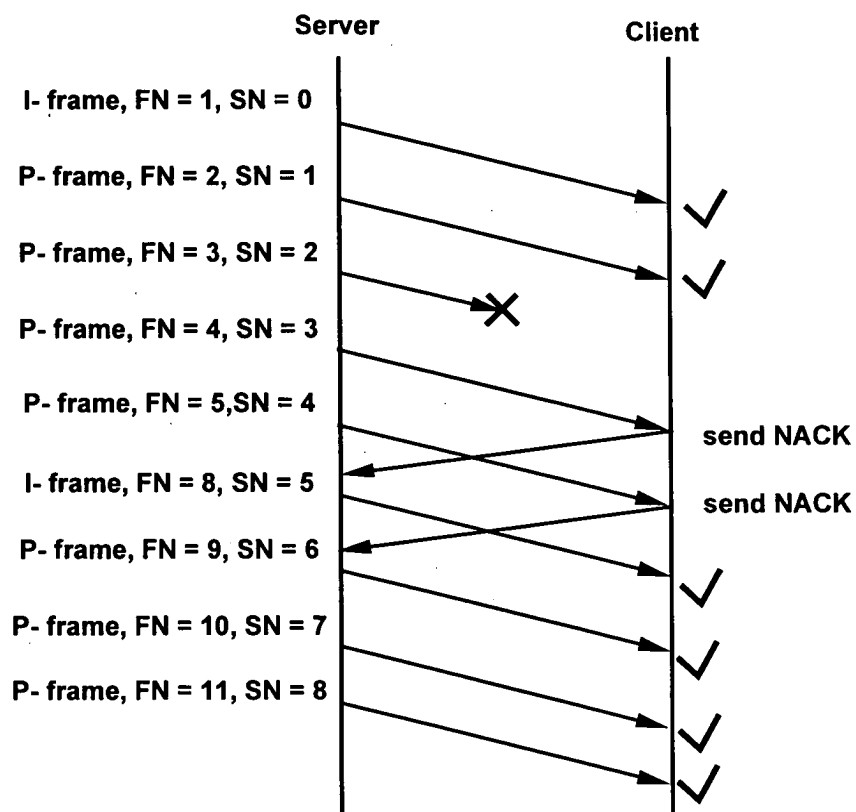 Server
Client
I- frame, FN = 1, SN = 0
P- frame, FN = 2, SN = 1
P- frame, FN = 3, SN = 2
P- frame, FN = 4, SN = 3
P- frame, FN = 5,SN = 4
send NACK
I- frame, FN = 8, SN = 5
send NACK
P- frame, FN = 9, SN = 6
P- frame, FN = 10, SN = 7
P- frame, FN = 11, SN = 8